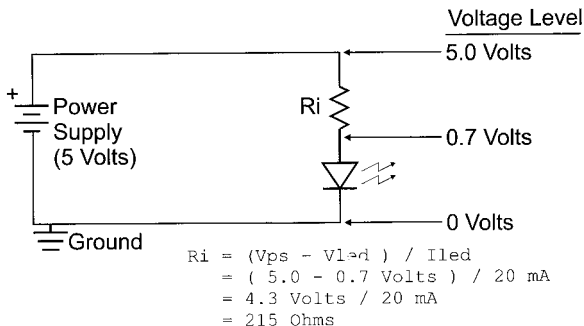 Voltage Level
5.0 Volts
+
Power
Supply
(5 Volts)
Ri
0.7 Volts
0 Volts
Ground
Ri = (Vps - Vled ) / Iled
= ( 5.0 - 0.7 Volts ) / 20 mA
= 4.3 Volts / 20 mA
= 215 Ohms